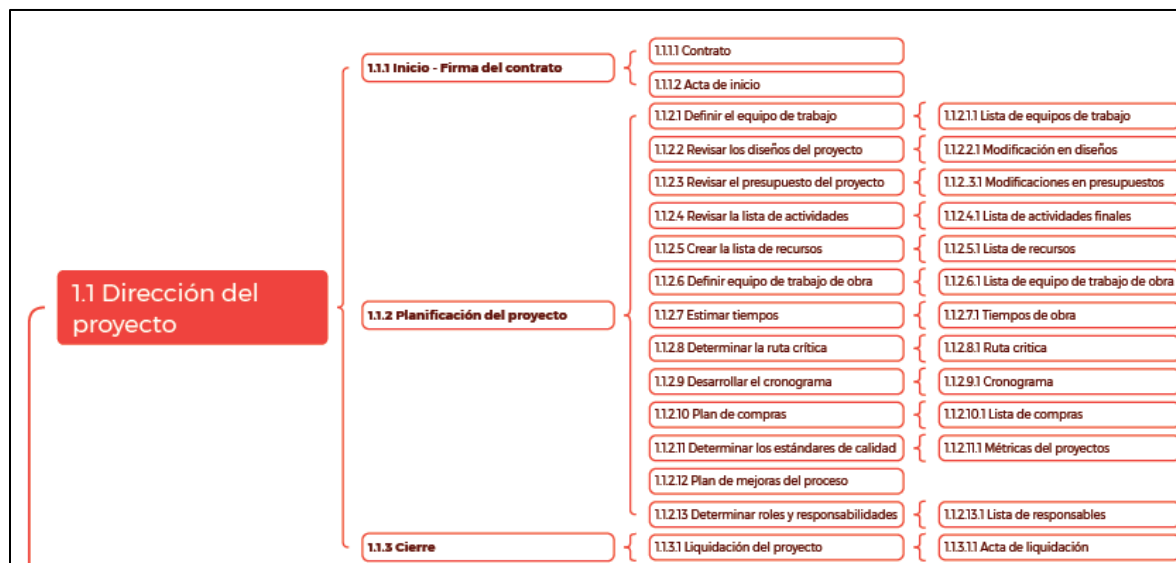 1.1 Dirección del
proyecto
1.1.1 Inicio - Firma del contrato
1.1.1.1 Contrato
1.1.1.2 Acta de inicio
1.1.2 Planificación del proyecto
1.1.2.1 Definir el equipo de trabajo
1.1.2.1.1 Lista de equipos de trabajo
1.1.2.2 Revisar los diseños del proyecto
1.1.2.2.1 Modificación en diseños
1.1.2.3 Revisar el presupuesto del proyecto
1.1.2..3.1 Modificaciones en presupuestos
1.1.2.4 Revisar la lista de actividades
1.1.2.4.1 Lista de actividades finales
1.1.2.5 Crear la lista de recursos
1.1.2.5.1 Lista de recursos
1.1.2.6 Definir equipo de trabajo de obra
1.1.2.6.1 Lista de equipo de trabajo de obra
1.1.2.7 Estimar tiempos
1.1.2.7.1 Tiempos de obra
1.1.2.8 Determinar la ruta crítica
1.1.2.8.1 Ruta critica
1.1.2.9 Desarrollar el cronograma
1.1.2.9.1 Cronograma
1.1.2.10 Plan de compras
1.1.2.10.1 Lista de compras
1.1.2.11 Determinar los estándares de calidad
1.1.2.11.1 Métricas del proyectos
1.1.2.12 Plan de mejoras del proceso
1.1.2.13 Determinar roles y responsabilidades
1.1.2.13.1 Lista de responsables
1.1.3 Cierre
1.1.3.1 Liquidación del proyecto
1.1.3.1.1 Acta de liquidación